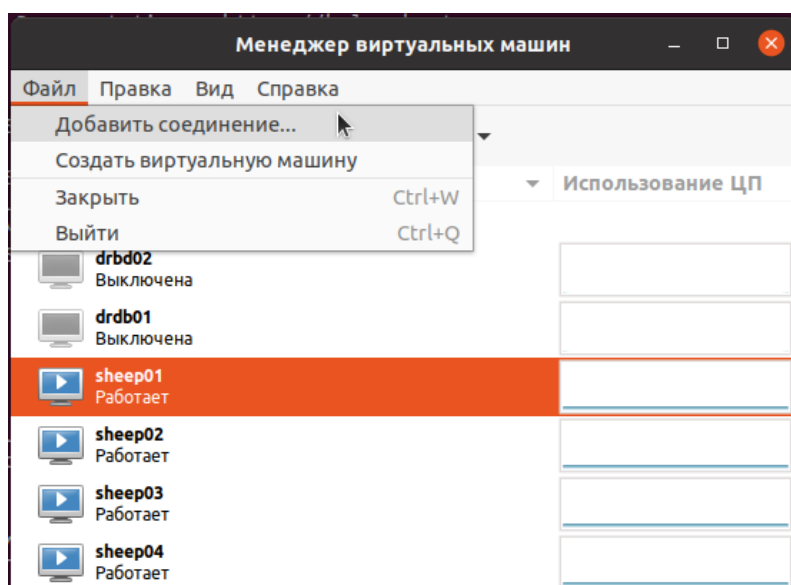 Менеджер виртуальных машин
Файл Правка Вид Справка
Добавить соединение...
Создать виртуальную машину
Закрыть Ctrl+W
Выйти Ctrl+Q
Использование ЦП
drbd02
Выключена
drdb01
Выключена
sheep01
Работает
sheep02
Работает
sheep03
Работает
sheep04
Работает